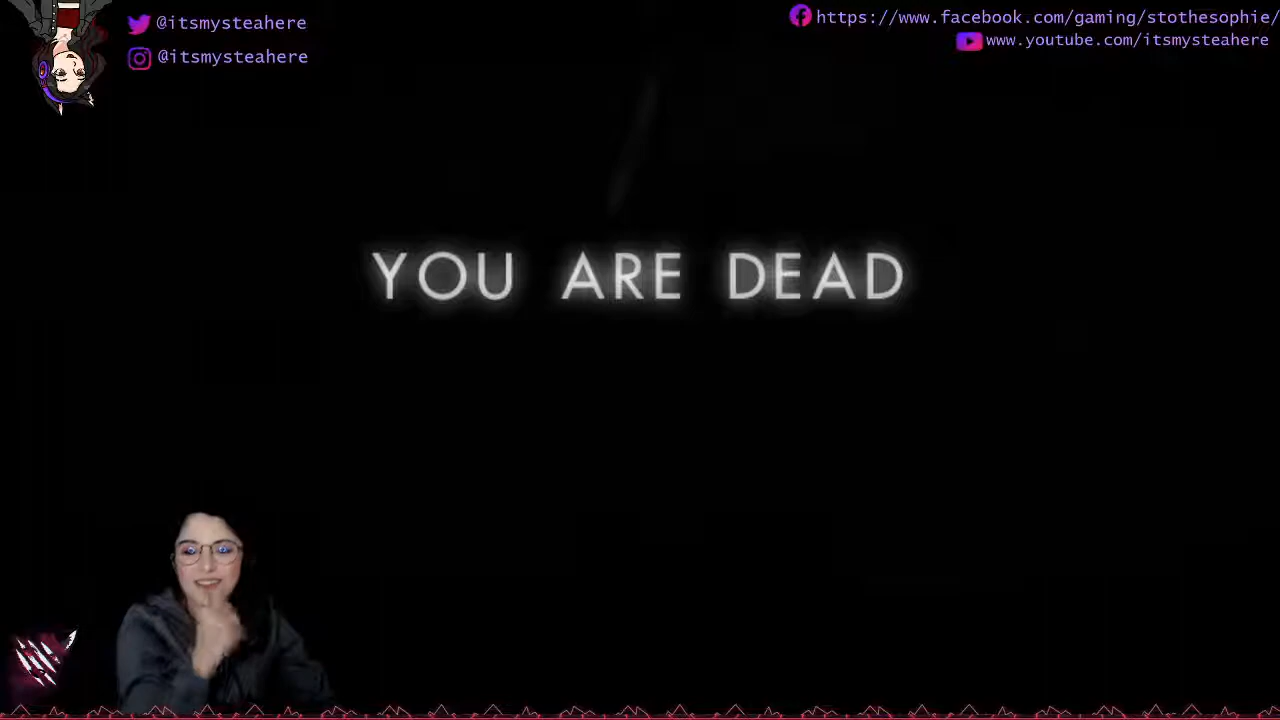 @itsmysteahere
@itsmysteahere
https://www.facebook.com/gaming/stothesophie/
www.youtube.com/itsmysteahere
YOU ARE DEAD